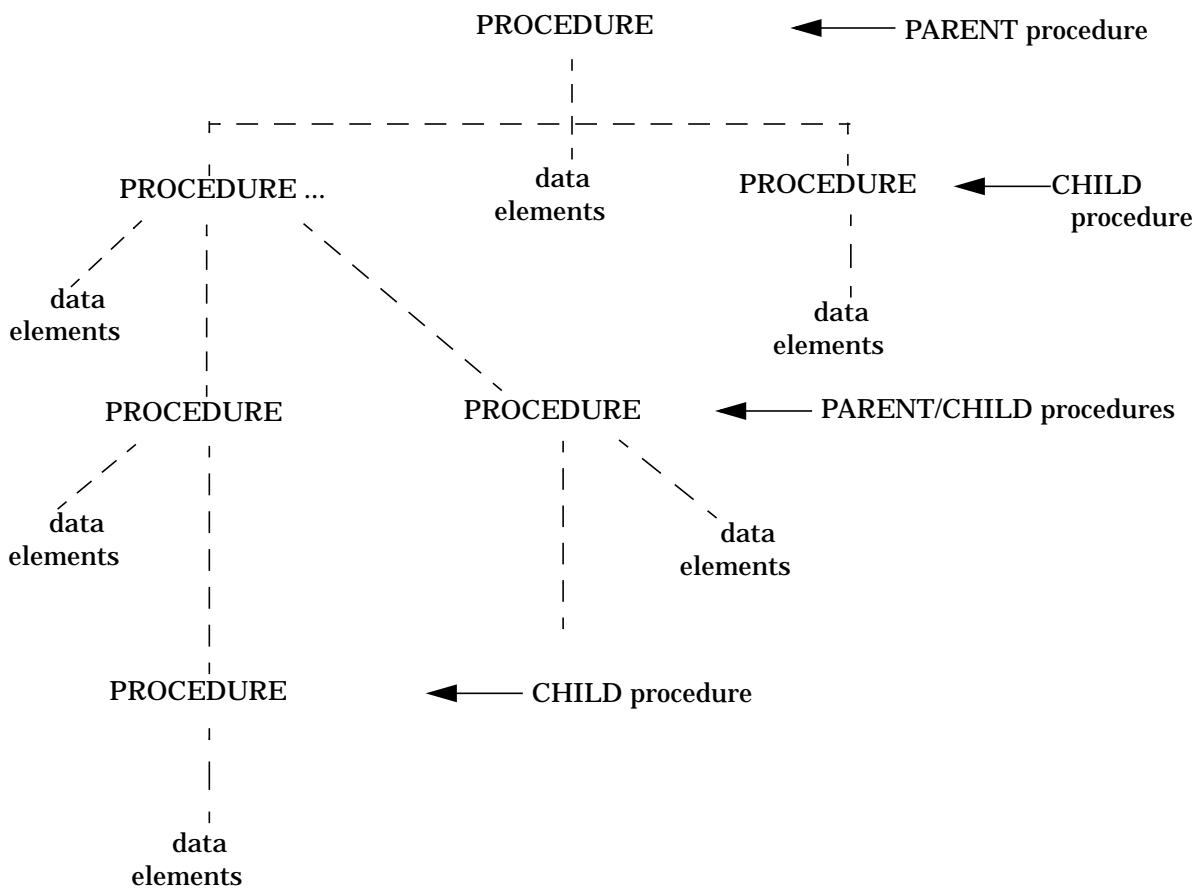 PROCEDURE
PARENT procedure
PROCEDURE ...
data
elements
PROCEDURE
CHILD
procedure
data
elements
data
elements
PROCEDURE
PROCEDURE
PARENT/CHILD procedures
data
elements
data
elements
PROCEDURE
CHILD procedure
data
elements